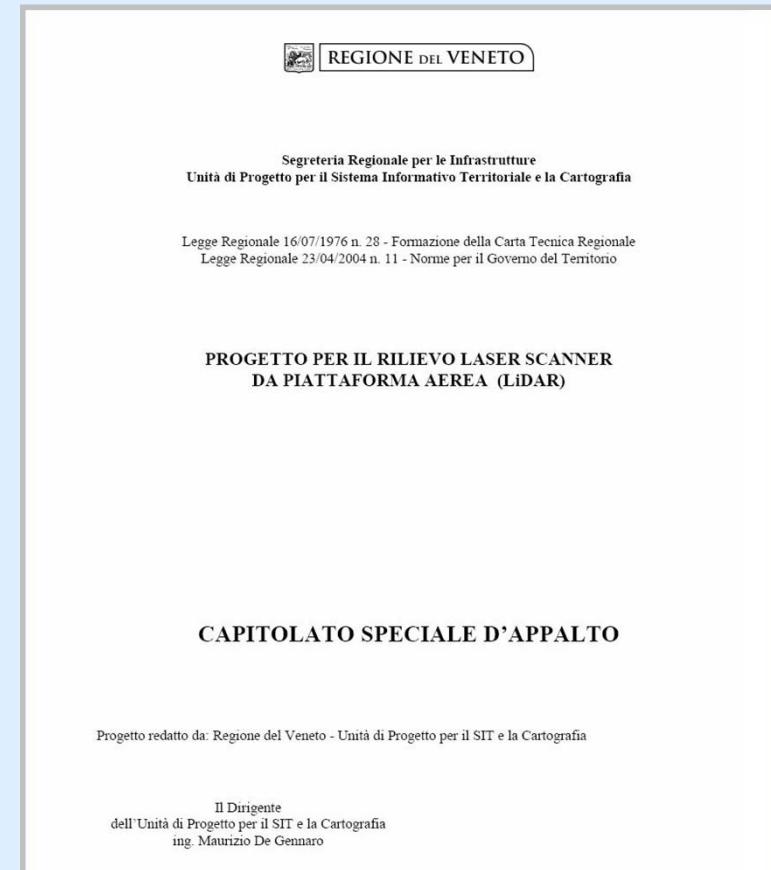 REGIONE DEL VENETO
Segreteria Regionale per le Infrastrutture
Unità di Progetto per il Sistema Informativo Territoriale e la Cartografia
Legge Regionale 16/07/1976 n. 28 - Formazione della Carta Tecnica Regionale
Legge Regionale 23/04/2004 n. 11 - Norme per il Governo del Territorio
PROGETTO PER IL RILIEVO LASER SCANNER
DA PIATTAFORMA AEREA (LiDAR)
CAPITOLATO SPECIALE D'APPALTO
Progetto redatto da: Regione del Veneto - Unità di Progetto per il SIT e la Cartografia
Il Dirigente
dell'Unità di Progetto per il SIT e la Cartografia
ing. Maurizio De Gennaro